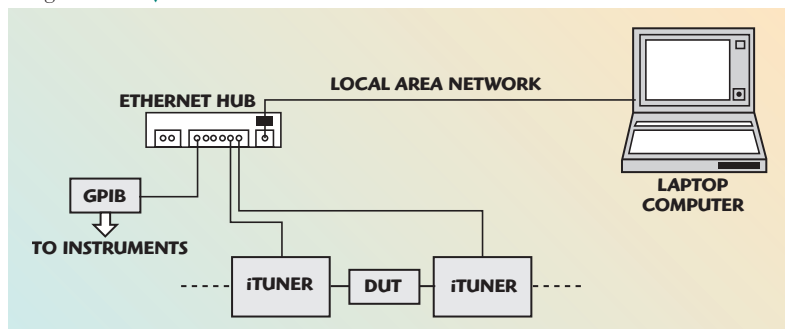 LOCAL AREA NETWORK
ETHERNET HUB
LAPTOP
COMPUTER
GPIB
TO INSTRUMENTS
iTUNER
DUT
iTUNER